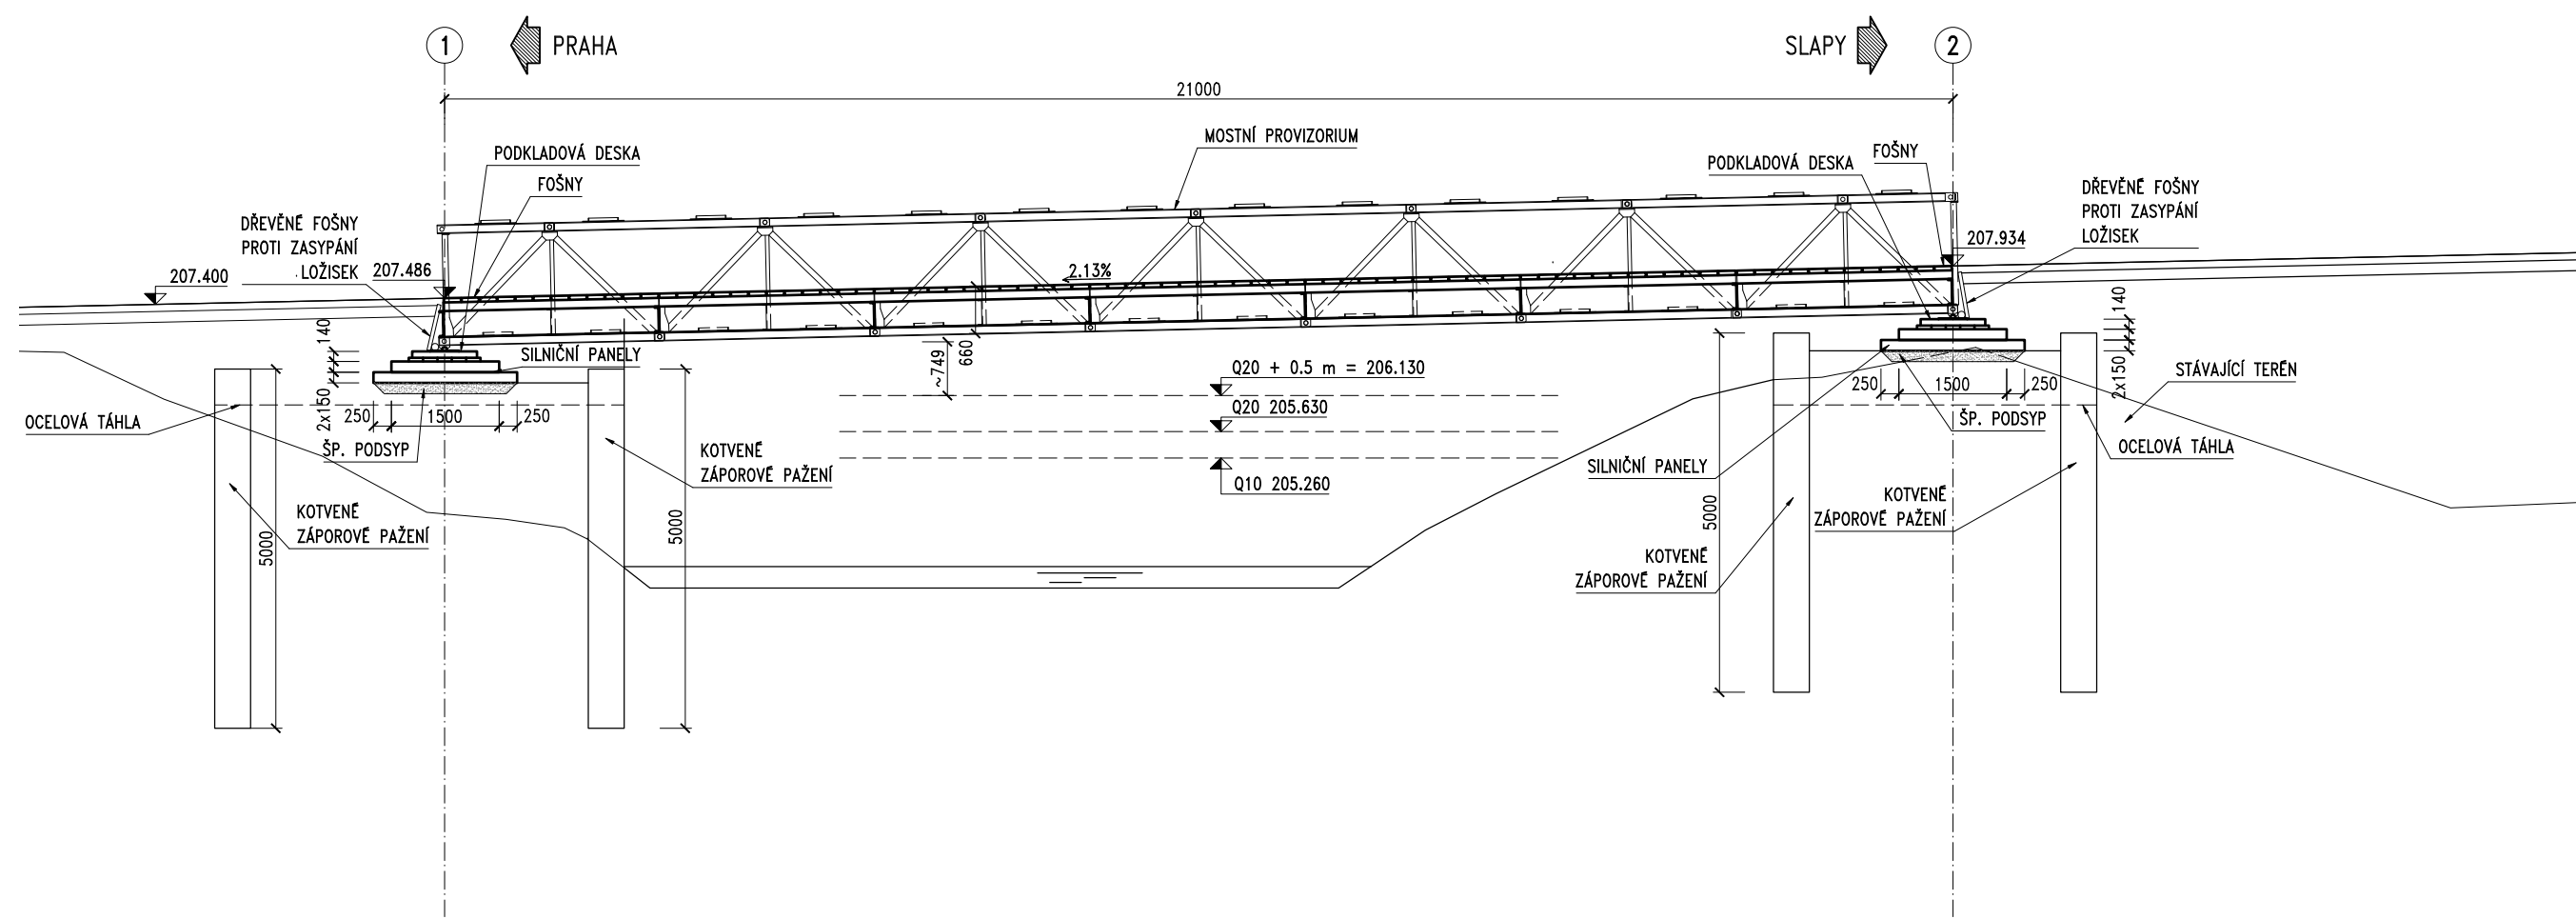 1
PRAHA
SLAPY
2
21000
MOSTNÍ PROVIZORIUM
PODKLADOVÁ DESKA
FOŠNY
PODKLADOVÁ DESKA
FOŠNY
DŘEVĚNÉ FOŠNY
PROTI ZASYPÁNÍ
LOŽISEK
DŘEVĚNÉ FOŠNY
PROTI ZASYPÁNÍ
LOŽISEK
207.400
207.486
2.13%
207.934
140
SILNIČNÍ PANELY
~749
660
Q20 + 0.5 m = 206.130
Q20 205.630
Q10 205.260
140
2x150
STÁVAJÍCÍ TERÉN
250
1500
250
2x150
250
1500
250
OCELOVÁ TÁHLA
ŠP. PODSYP
ŠP. PODSYP
OCELOVÁ TÁHLA
KOTVENÉ
ZÁPOROVÉ PAŽENÍ
SILNIČNÍ PANELY
KOTVENÉ
ZÁPOROVÉ PAŽENÍ
KOTVENÉ
ZÁPOROVÉ PAŽENÍ
5000
5000
5000
KOTVENÉ
ZÁPOROVÉ PAŽENÍ